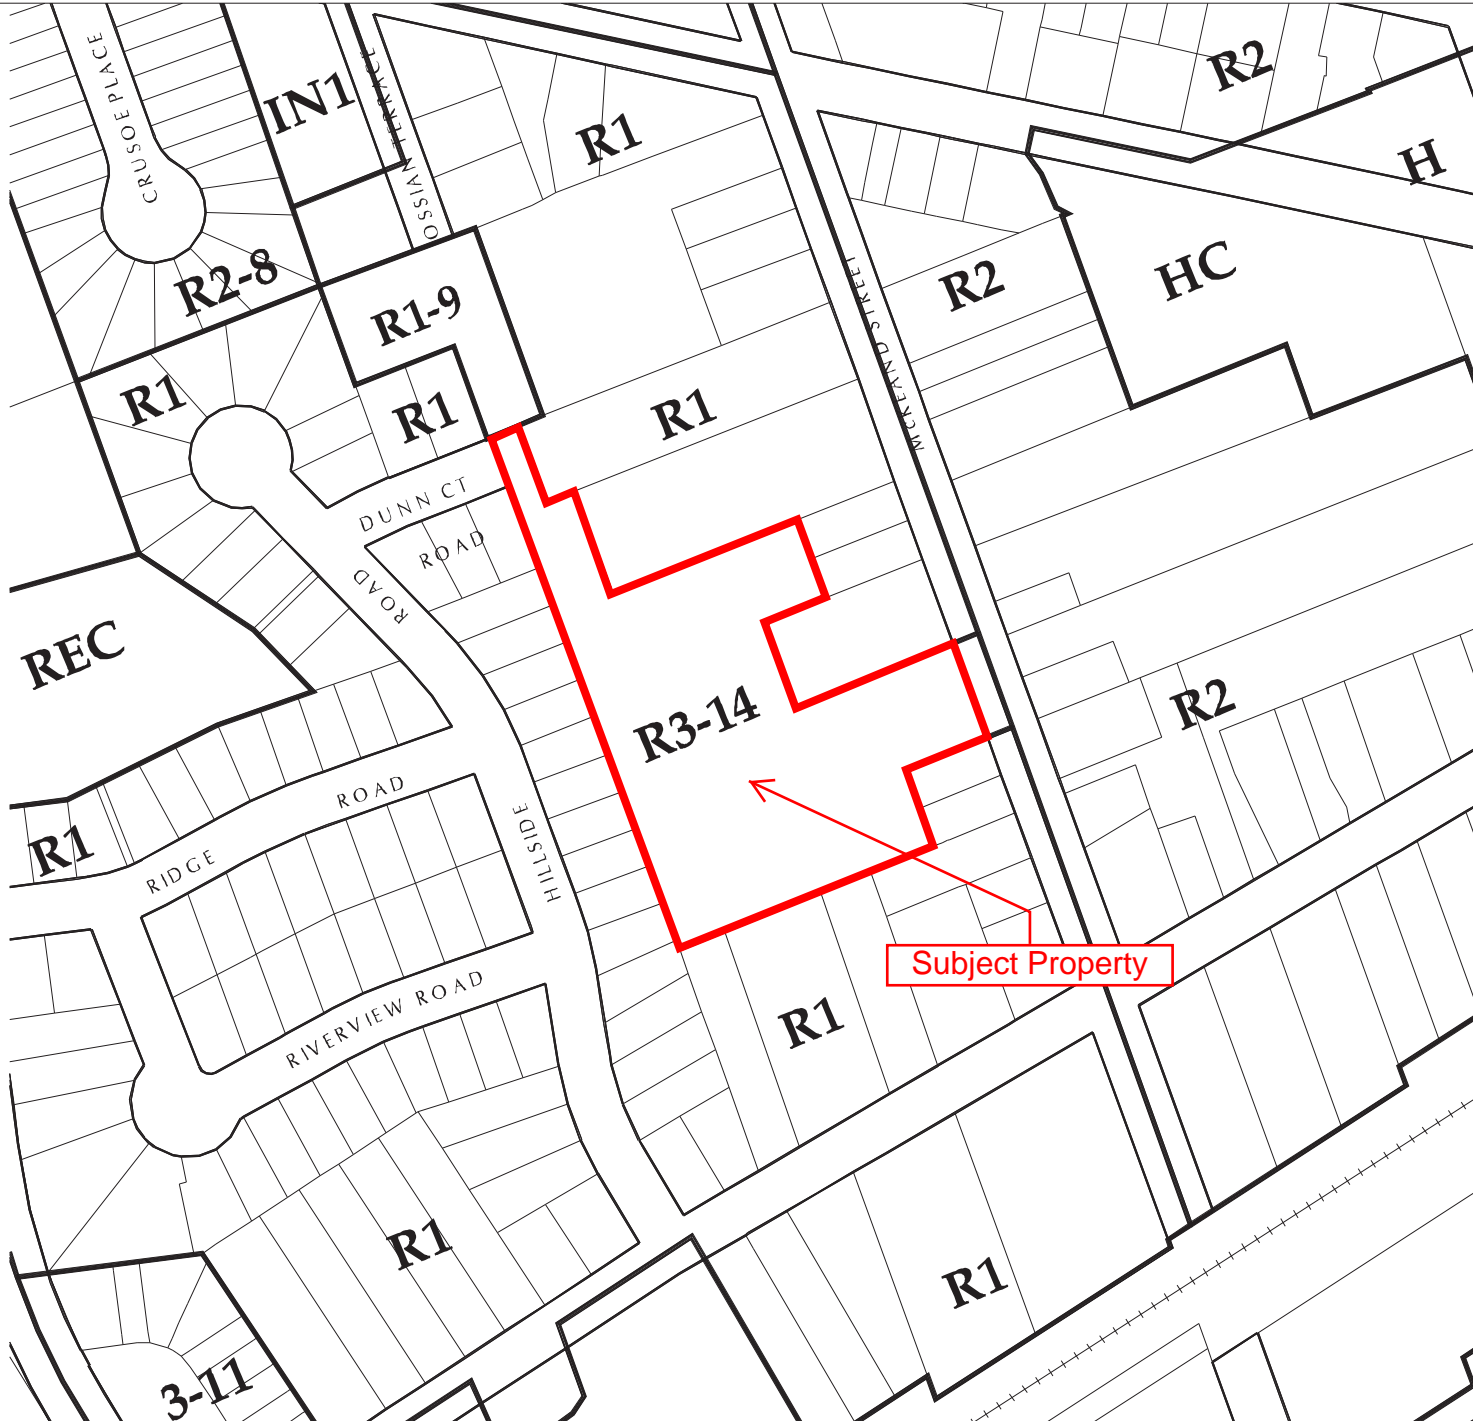 CRUSOE PLACE
IN1
OSSIAN TERRACE
R1
R2
H
R2-8
R1-9
R2
HC
R1
R1
R1
MCKEAND STREET
DUNN CT
ROAD
ROAD
REC
R3-14
R2
R1
RIDGE ROAD
HILLSIDE
Subject Property
RIVERVIEW ROAD
R1
R1
R1
3-11